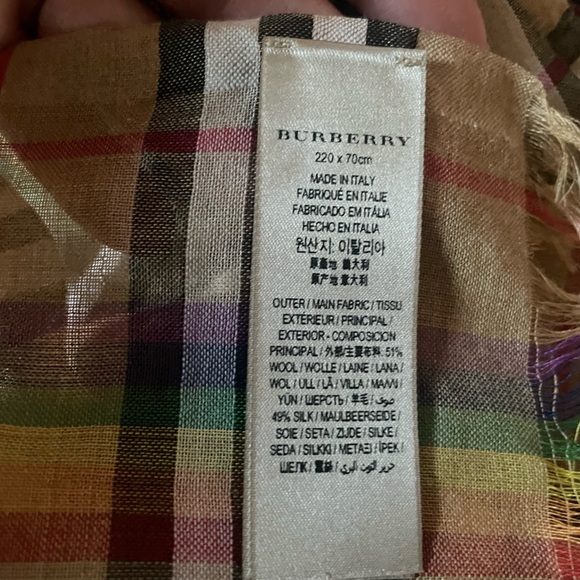 BURBERRY
220 x 70cm
MADE IN ITALY
FABRIQUÉ EN ITALIE
FABRICADO EM ITÁLIA
HECHO EN ITALIA
원산지: 이탈리아
原產地: 義大利
原产地: 意大利
OUTER / MAIN FABRIC / TISSU
EXTÉRIEUR / PRINCIPAL /
EXTERIOR - COMPOSICION
PRINCIPAL / 外部/主要布料: 51%
WOOL / WOLLE / LAINE / LANA /
WOL / ULL / LÃ / VILLA / ΜΑΛΛΙ /
YÜN / ШЕРСТЬ / 羊毛 / صوف /
49% SILK / MAULBEERSEIDE /
SOIE / SETA / ZIJDE / SILKE /
SEDA / SILKKI / ΜΕΤΑΞΙ / İPEK /
ШЕЛК / 蠶絲 / حرير التوت البري /